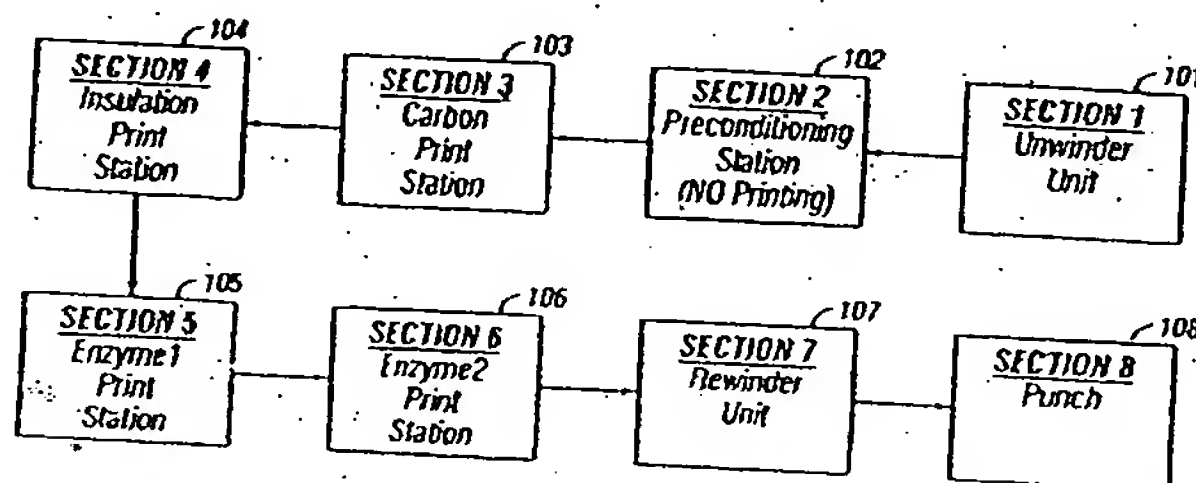 104
SECTION 4
Insulation
Print
Station
103
SECTION 3
Carbon
Print
Station
102
SECTION 2
Preconditioning
Station
(NO Printing)
101
SECTION 1
Unwinder
Unit
105
SECTION 5
Enzyme1
Print
Station
106
SECTION 6
Enzyme2
Print
Station
107
SECTION 7
Rewinder
Unit
108
SECTION 8
Punch